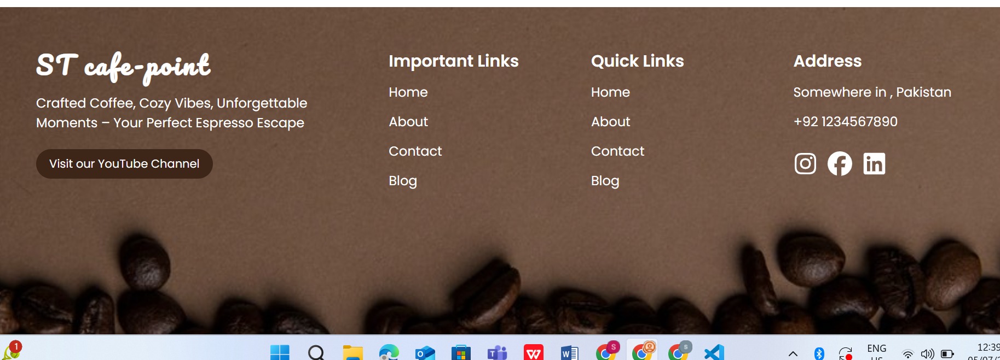 ST cafe-point
Crafted Coffee, Cozy Vibes, Unforgettable
Moments – Your Perfect Espresso Escape
Visit our YouTube Channel
Important Links
Home
About
Contact
Blog
Quick Links
Home
About
Contact
Blog
Address
Somewhere in , Pakistan
+92 1234567890
1
S
S
ENG
12:39